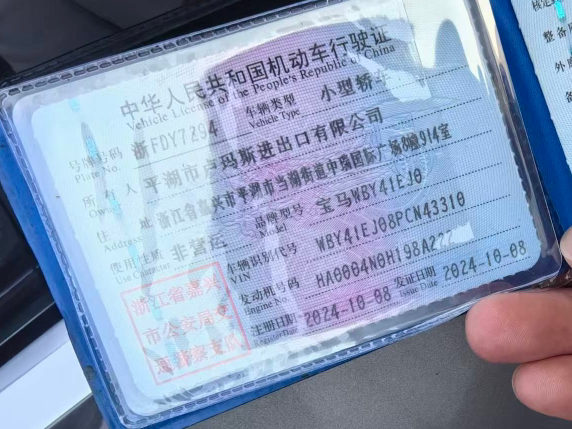 中华人民共和国机动车行驶证
Vehicle License of the People's Republic of China
号牌号码 浙FDY7294 车辆类型 小型轿车
Plate No. Vehicle Type
所有人 平湖市卢玛斯进出口有限公司
Owner
住址 浙江省嘉兴市平湖市当湖街道中瑞国际广场8幢914室
Address
使用性质 非营运 品牌型号 宝马WBY41EJ0
Use Character Model
车辆识别代号 WBY41EJ08PCN43310
VIN
发动机号码 HA0004N0H198A222
Engine No.
注册日期 2024-10-08 发证日期 2024-10-08
Register Date Issue Date
浙江省嘉兴
市公安局交
通警察支队
核定
整备
外